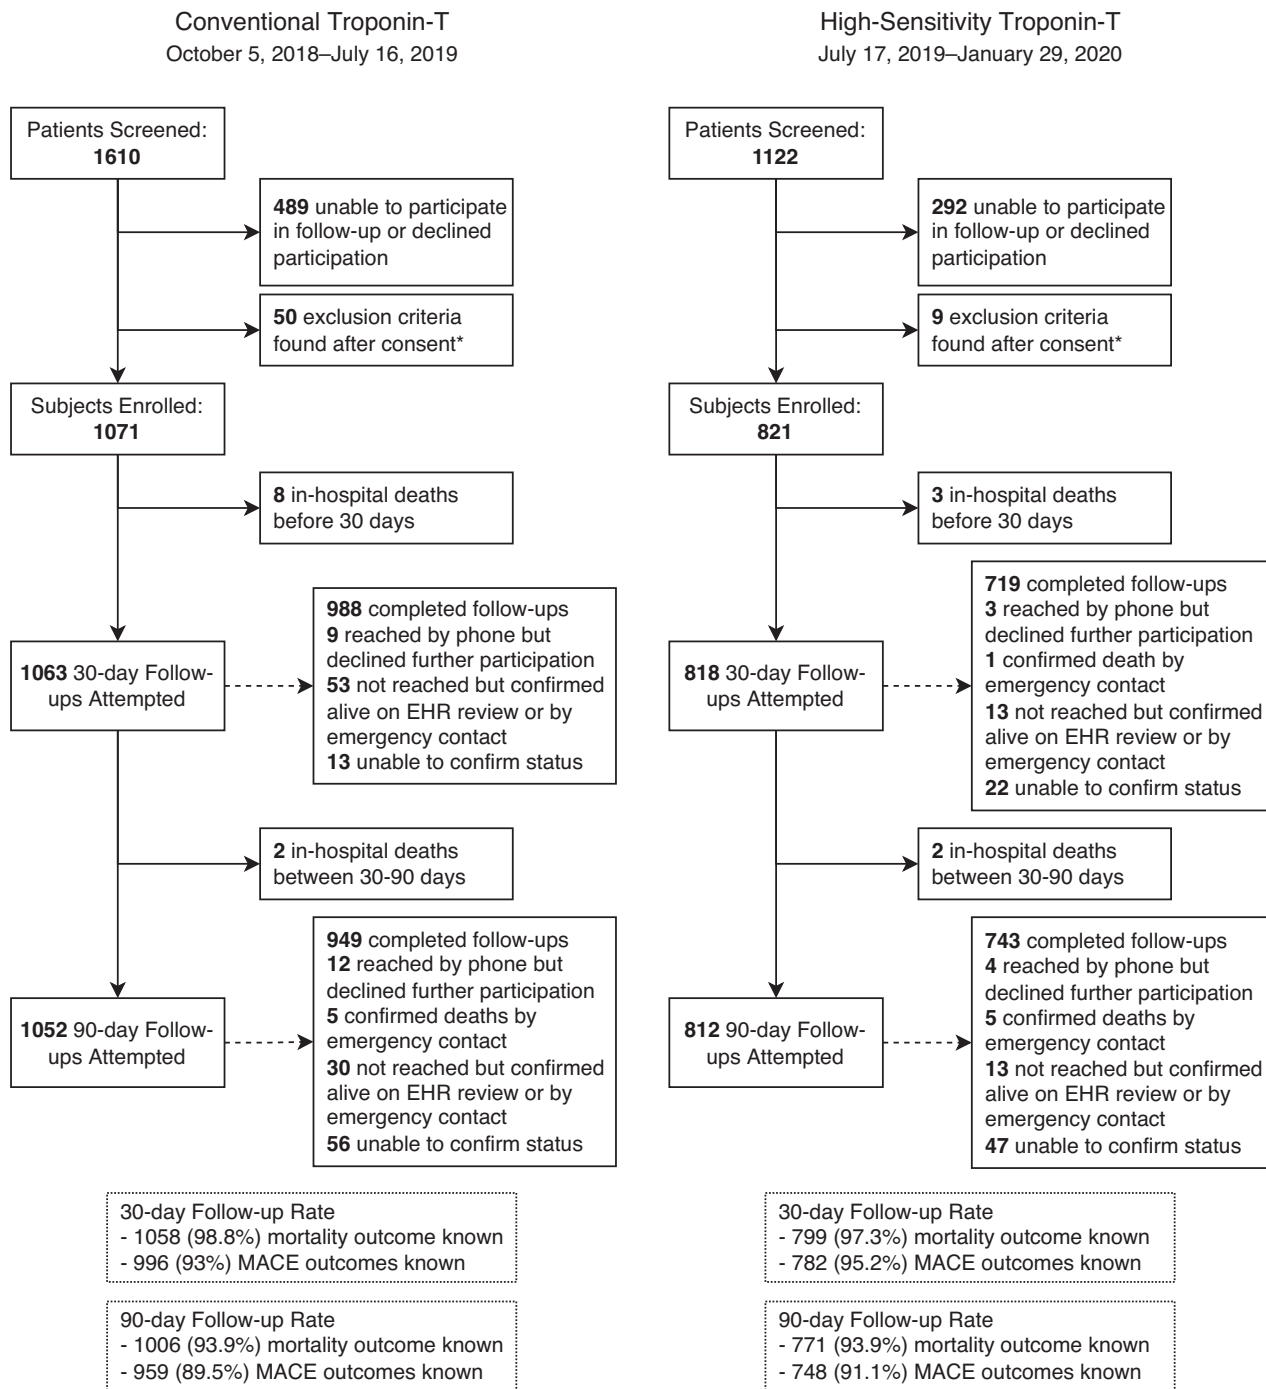 Conventional Troponin-T
October 5, 2018–July 16, 2019
Patients Screened:
1610
489 unable to participate
in follow-up or declined
participation
50 exclusion criteria
found after consent*
Subjects Enrolled:
1071
8 in-hospital deaths
before 30 days
1063 30-day Follow-
ups Attempted
988 completed follow-ups
9 reached by phone but
declined further participation
53 not reached but confirmed
alive on EHR review or by
emergency contact
13 unable to confirm status
2 in-hospital deaths
between 30-90 days
1052 90-day Follow-
ups Attempted
949 completed follow-ups
12 reached by phone but
declined further participation
5 confirmed deaths by
emergency contact
30 not reached but confirmed
alive on EHR review or by
emergency contact
56 unable to confirm status
30-day Follow-up Rate
- 1058 (98.8%) mortality outcome known
- 996 (93%) MACE outcomes known
90-day Follow-up Rate
- 1006 (93.9%) mortality outcome known
- 959 (89.5%) MACE outcomes known
High-Sensitivity Troponin-T
July 17, 2019–January 29, 2020
Patients Screened:
1122
292 unable to participate
in follow-up or declined
participation
9 exclusion criteria
found after consent*
Subjects Enrolled:
821
3 in-hospital deaths
before 30 days
818 30-day Follow-
ups Attempted
719 completed follow-ups
3 reached by phone but
declined further participation
1 confirmed death by
emergency contact
13 not reached but confirmed
alive on EHR review or by
emergency contact
22 unable to confirm status
2 in-hospital deaths
between 30-90 days
812 90-day Follow-
ups Attempted
743 completed follow-ups
4 reached by phone but
declined further participation
5 confirmed deaths by
emergency contact
13 not reached but confirmed
alive on EHR review or by
emergency contact
47 unable to confirm status
30-day Follow-up Rate
- 799 (97.3%) mortality outcome known
- 782 (95.2%) MACE outcomes known
90-day Follow-up Rate
- 771 (93.9%) mortality outcome known
- 748 (91.1%) MACE outcomes known